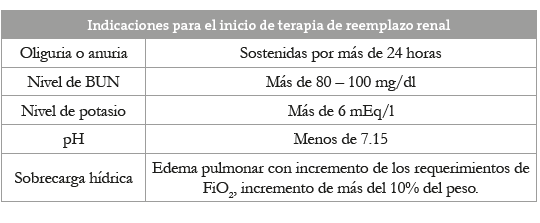 Indicaciones para el inicio de terapia de reemplazo renal
Oliguria o anuria Sostenidas por más de 24 horas
Nivel de BUN Más de 80 – 100 mg/dl
Nivel de potasio Más de 6 mEq/l
pH Menos de 7.15
Sobrecarga hídrica Edema pulmonar con incremento de los requerimientos de
FiO2, incremento de más del 10% del peso.